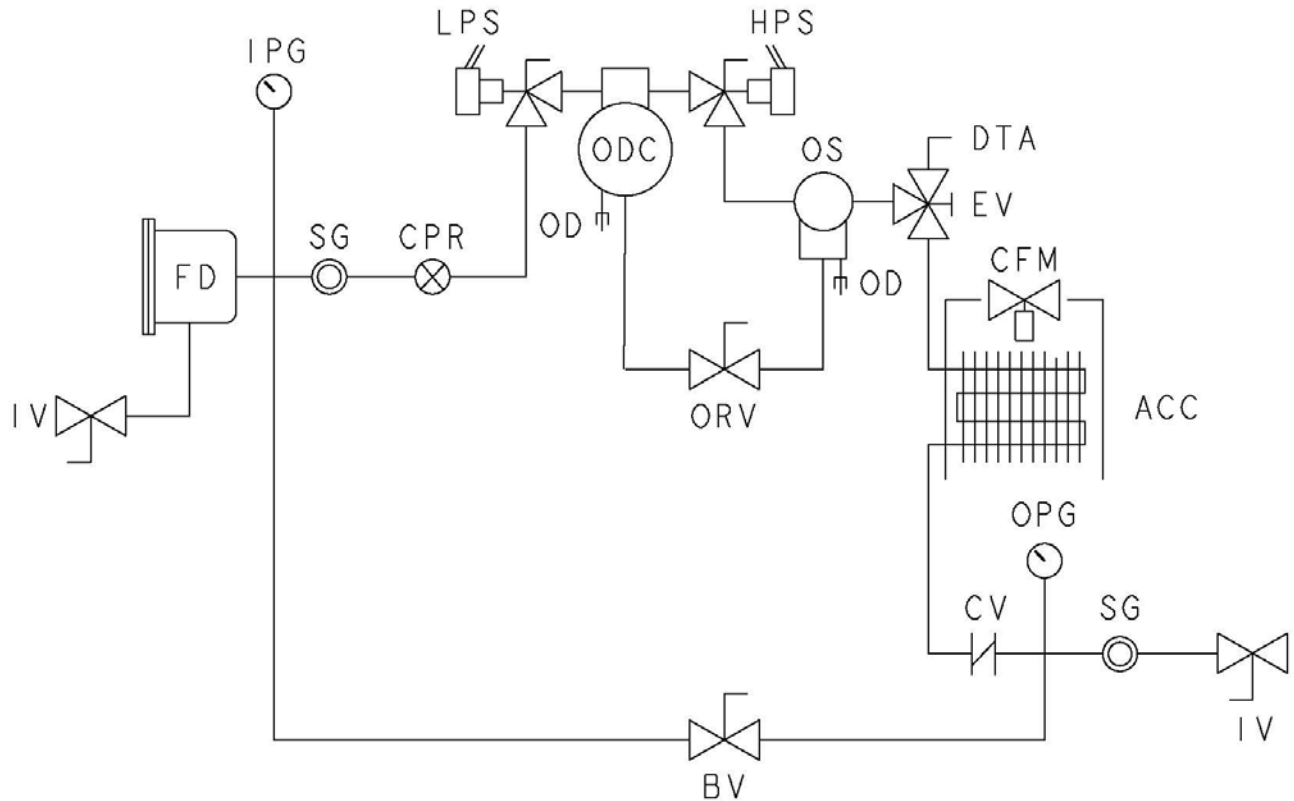 LPS
HPS
IPG
ODC
OS
DTA
EV
OD
SG
CPR
FD
OD
CFM
IV
ORV
ACC
OPG
CV
SG
IV
BV